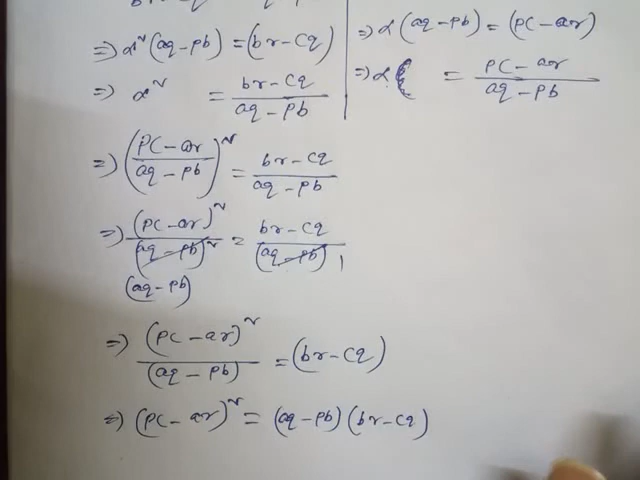 => α² (aq-pb) = (br-cq)
=> α² = br-cq / aq-pb
=> α (aq-pb) = (pc-ar)
=> α = pc-ar / aq-pb
=> (pc-ar / aq-pb)² = br-cq / aq-pb
=> (pc-ar)² / (aq-pb)² = br-cq / (aq-pb) 1
(aq-pb)
=> (pc-ar)² / (aq-pb) = (br-cq)
=> (pc-ar)² = (aq-pb) (br-cq)